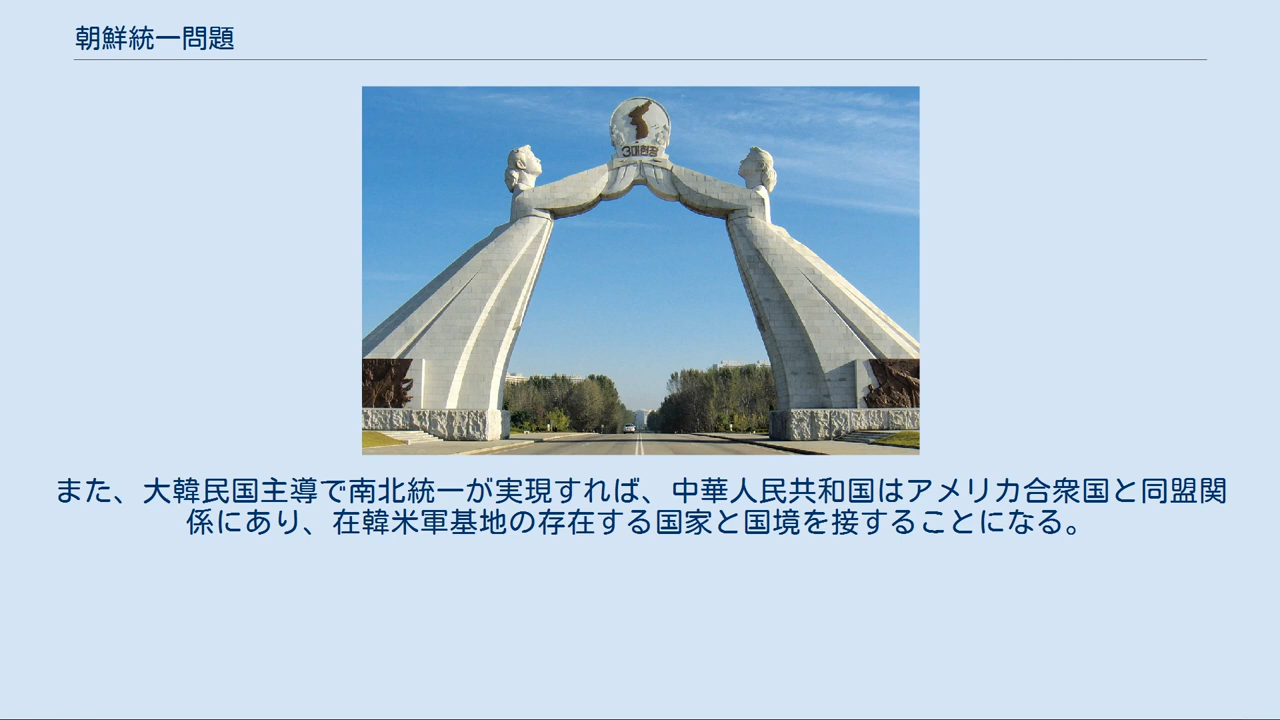 朝鮮統一問題
3대헌장
また、大韓民国主導で南北統一が実現すれば、中華人民共和国はアメリカ合衆国と同盟関
係にあり、在韓米軍基地の存在する国家と国境を接することになる。